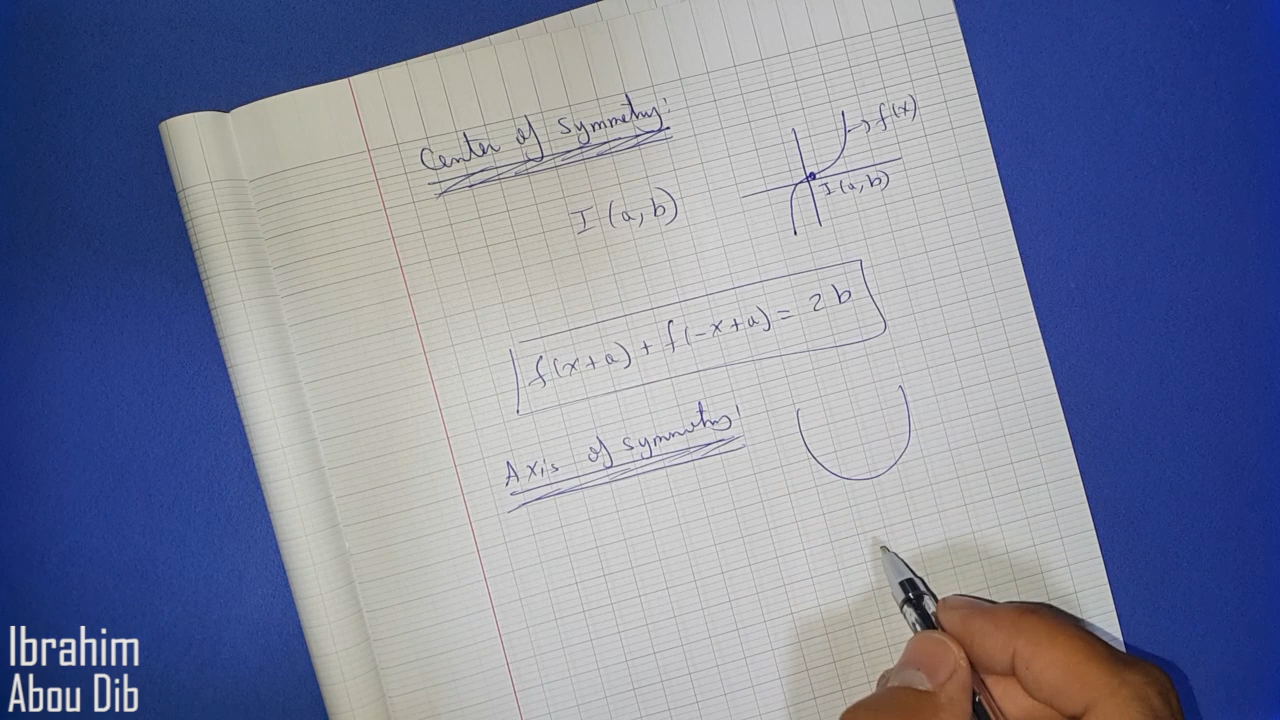 Center of Symmetry:
→ f(x)
I (a, b)
I (a, b)
f(x+a) + f(-x+a) = 2b
Axis of symmetry:
Ibrahim
Abou Dib